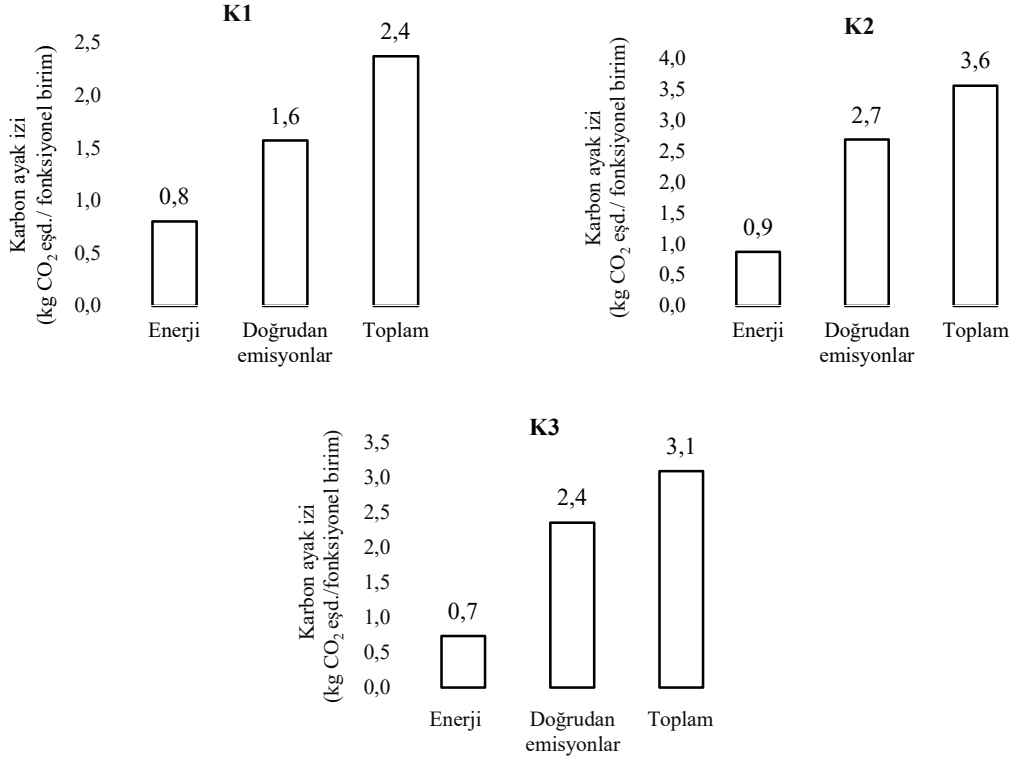 K1
Karbon ayak izi
(kg CO₂ eşd./ fonksiyonel birim)
2,5
2,0
1,5
1,0
0,5
0,0
0,8
1,6
2,4
Enerji
Doğrudan
emisyonlar
Toplam
K2
Karbon ayak izi
(kg CO₂ eşd./ fonksiyonel birim)
4,0
3,5
3,0
2,5
2,0
1,5
1,0
0,5
0,0
0,9
2,7
3,6
Enerji
Doğrudan
emisyonlar
Toplam
K3
Karbon ayak izi
(kg CO₂ eşd./fonksiyonel birim)
3,5
3,0
2,5
2,0
1,5
1,0
0,5
0,0
0,7
2,4
3,1
Enerji
Doğrudan
emisyonlar
Toplam